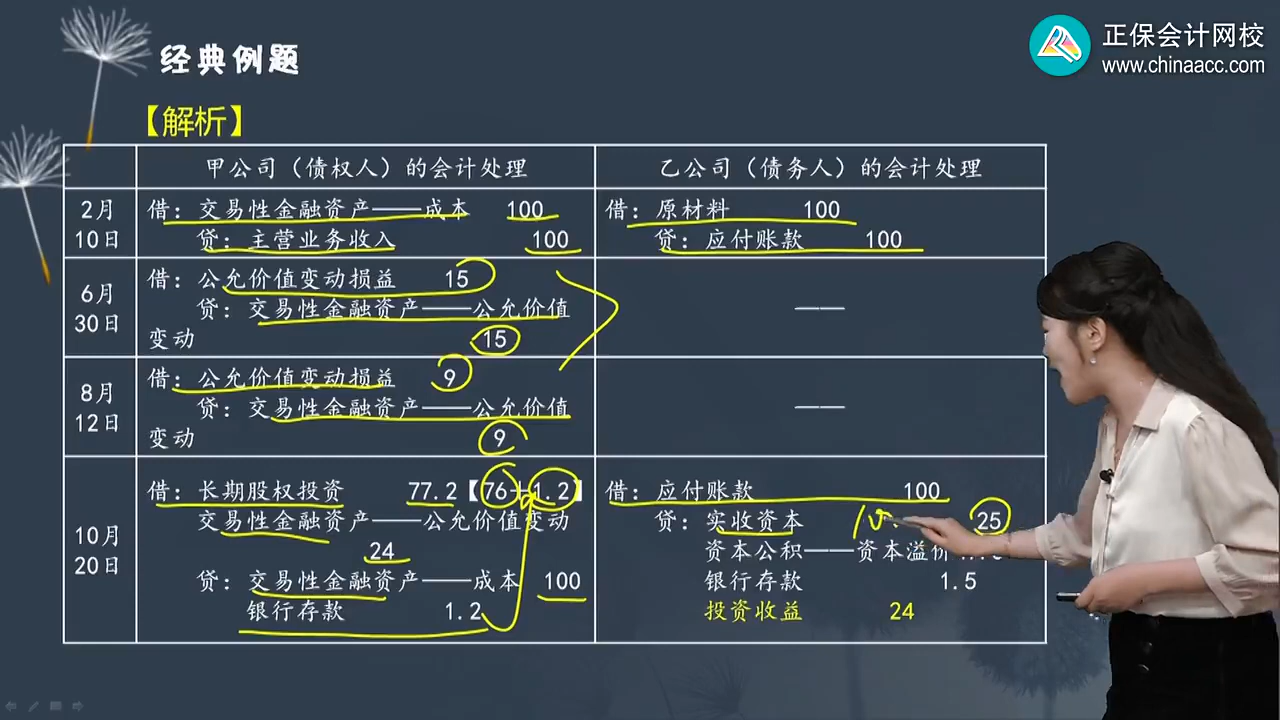 经典例题
正保会计网校
www.chinaacc.com
【解析】
甲公司（债权人）的会计处理 乙公司（债务人）的会计处理
2月
10日
借：交易性金融资产——成本 100
贷：主营业务收入 100
借：原材料 100
贷：应付账款 100
6月
30日
借：公允价值变动损益 15
贷：交易性金融资产——公允价值
变动 15
——
8月
12日
借：公允价值变动损益 9
贷：交易性金融资产——公允价值
变动 9
——
10月
20日
借：长期股权投资 77.2【76+1.2】
交易性金融资产——公允价值变动
24
贷：交易性金融资产——成本 100
银行存款 1.2
借：应付账款 100
贷：实收资本 25
资本公积——资本溢价
银行存款 1.5
投资收益 24